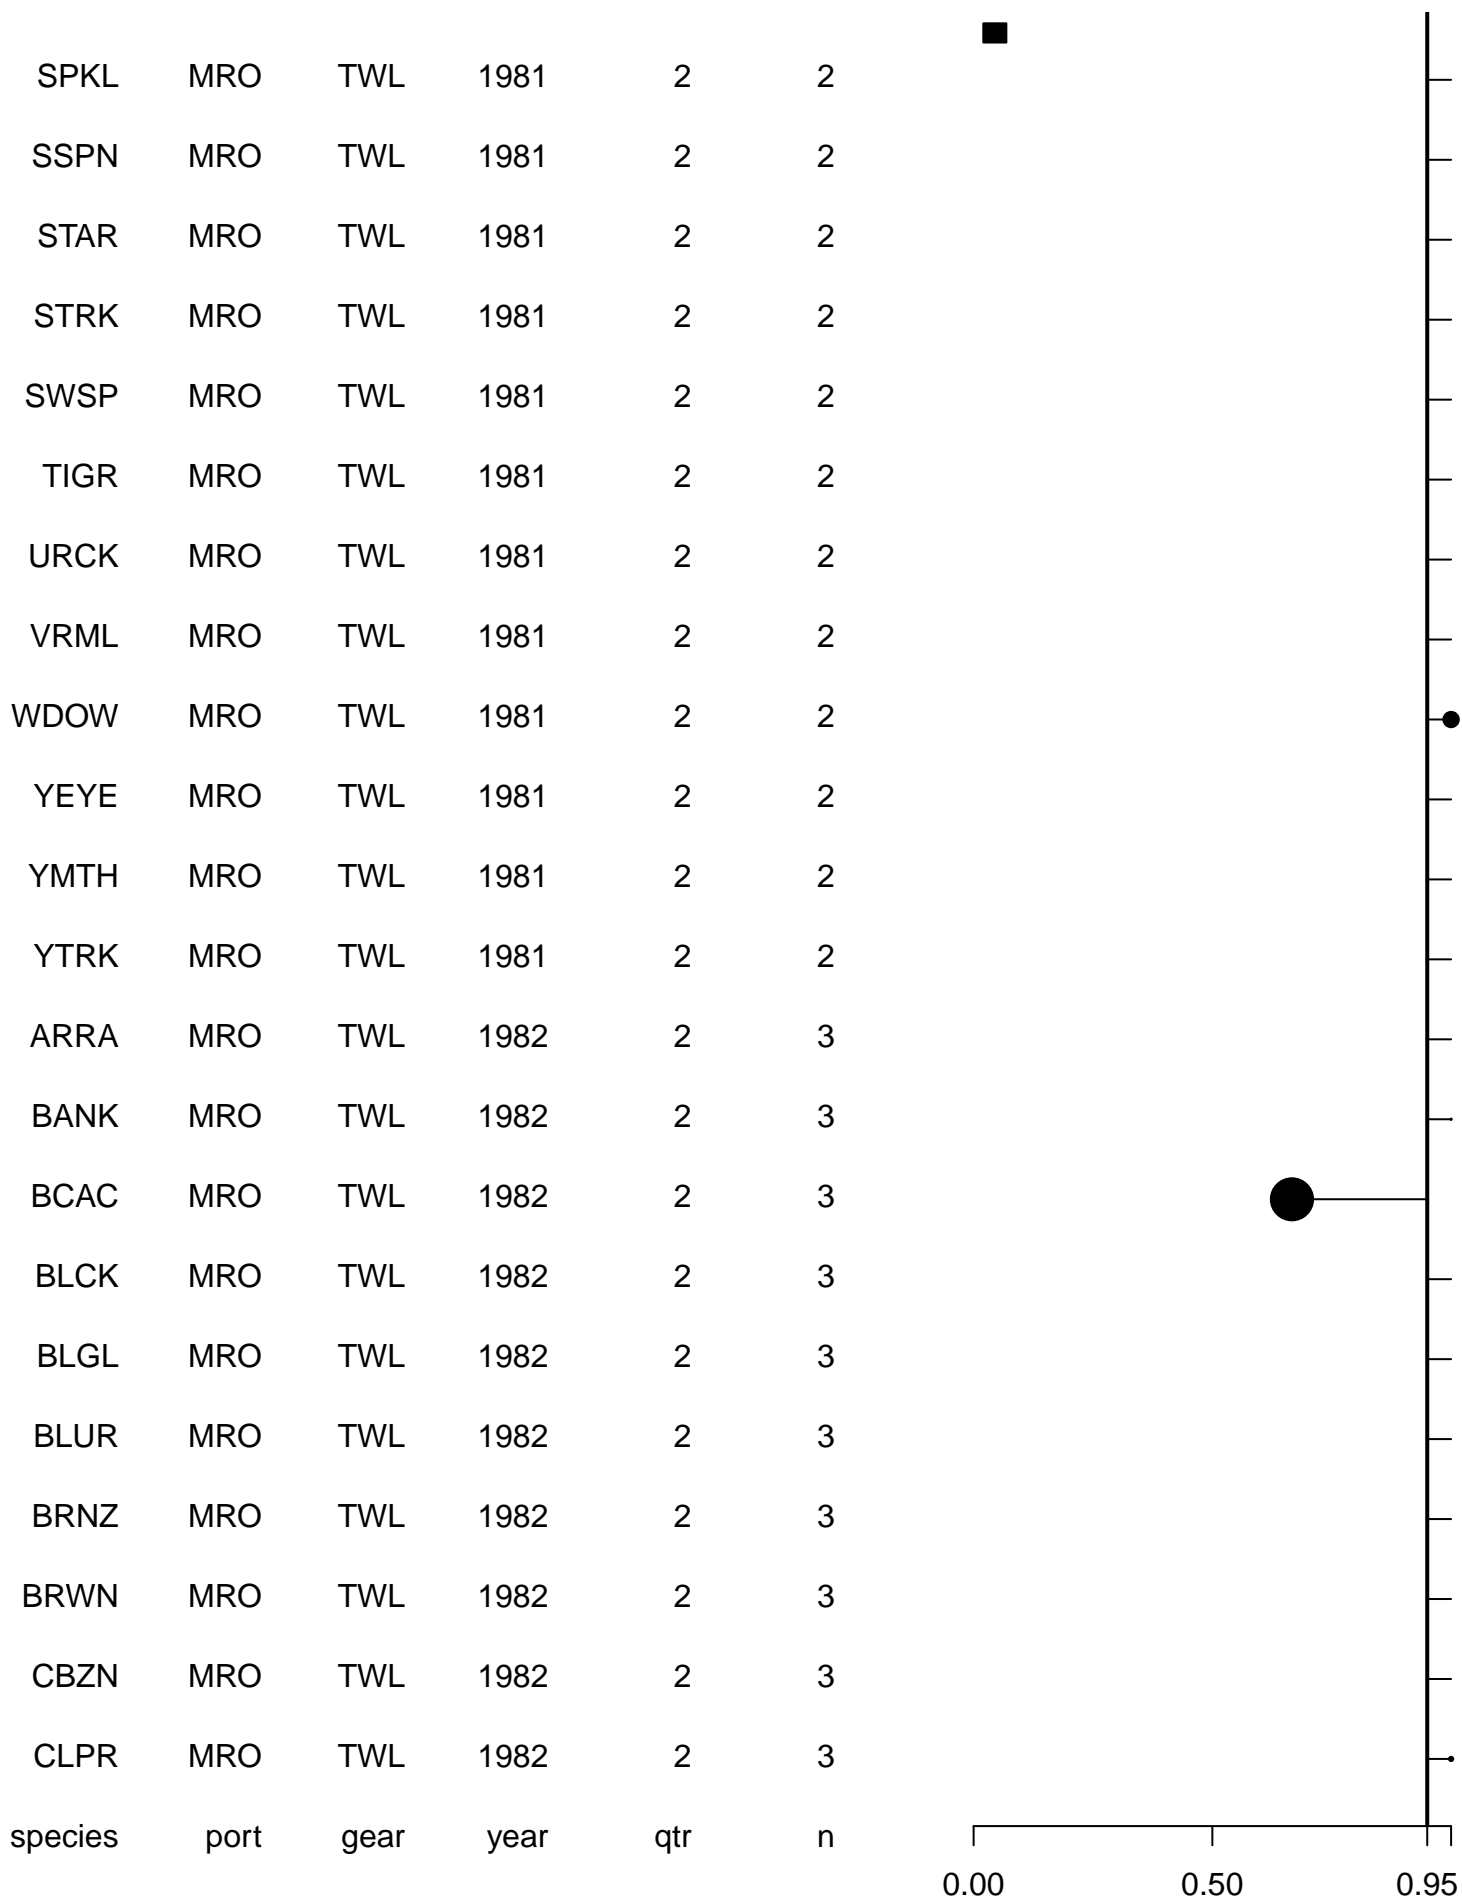 SPKL MRO TWL 1981 2 2
SSPN MRO TWL 1981 2 2
STAR MRO TWL 1981 2 2
STRK MRO TWL 1981 2 2
SWSP MRO TWL 1981 2 2
TIGR MRO TWL 1981 2 2
URCK MRO TWL 1981 2 2
VRML MRO TWL 1981 2 2
WDOW MRO TWL 1981 2 2
YEYE MRO TWL 1981 2 2
YMTH MRO TWL 1981 2 2
YTRK MRO TWL 1981 2 2
ARRA MRO TWL 1982 2 3
BANK MRO TWL 1982 2 3
BCAC MRO TWL 1982 2 3
BLCK MRO TWL 1982 2 3
BLGL MRO TWL 1982 2 3
BLUR MRO TWL 1982 2 3
BRNZ MRO TWL 1982 2 3
BRWN MRO TWL 1982 2 3
CBZN MRO TWL 1982 2 3
CLPR MRO TWL 1982 2 3
species port gear year qtr n
0.00 0.50 0.95